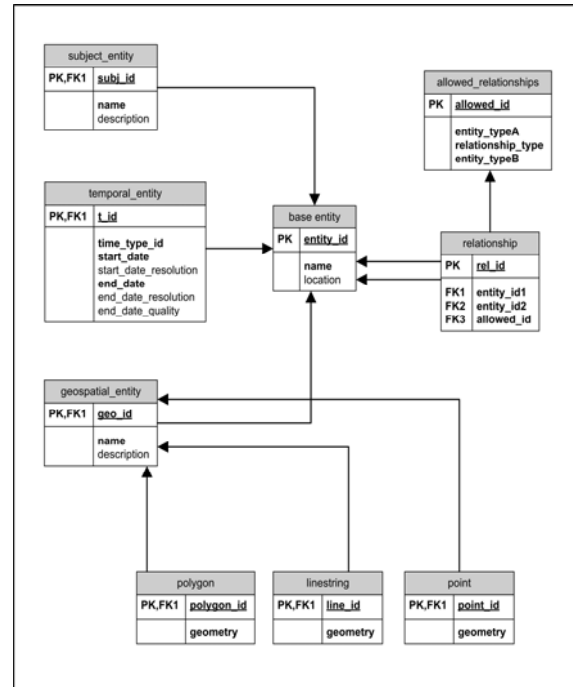 subject_entity
PK,FK1 subj_id
name
description
allowed_relationships
PK allowed_id
entity_typeA
relationship_type
entity_typeB
temporal_entity
PK,FK1 t_id
time_type_id
start_date
start_date_resolution
end_date
end_date_resolution
end_date_quality
base entity
PK entity_id
name
location
relationship
PK rel_id
FK1 entity_id1
FK2 entity_id2
FK3 allowed_id
geospatial_entity
PK,FK1 geo_id
name
description
polygon
PK,FK1 polygon_id
geometry
linestring
PK,FK1 line_id
geometry
point
PK,FK1 point_id
geometry